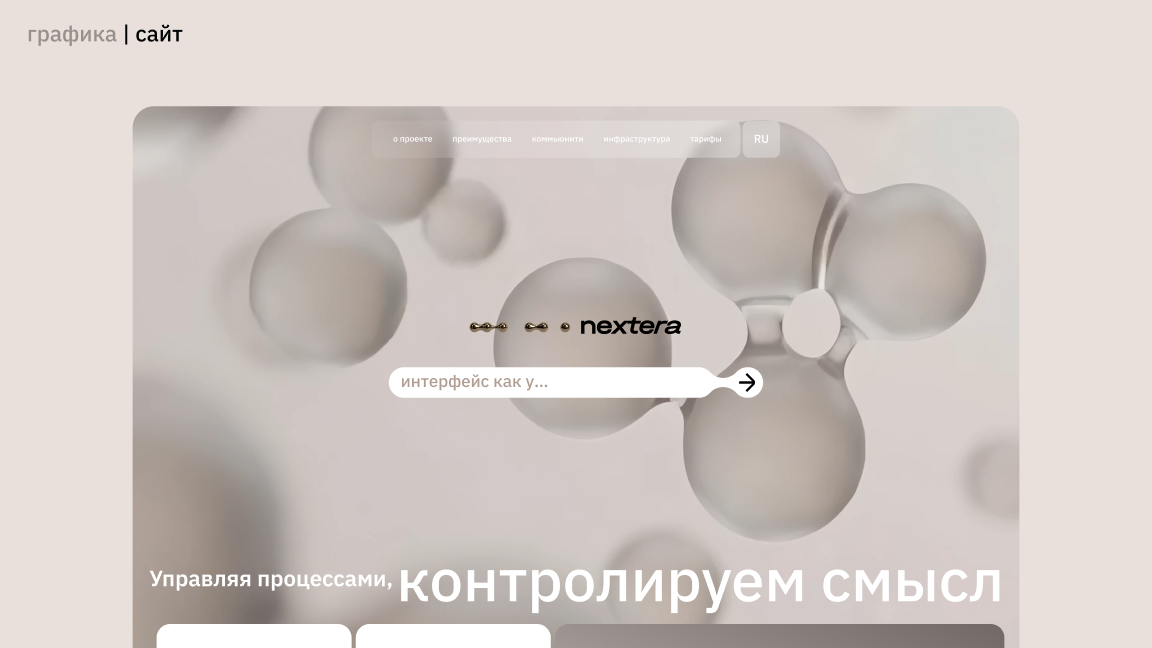 графика | сайт
о проекте преимущества коммьюнити инфраструктура тарифы RU
nextera
интерфейс как у...
Управляя процессами, контролируем смысл